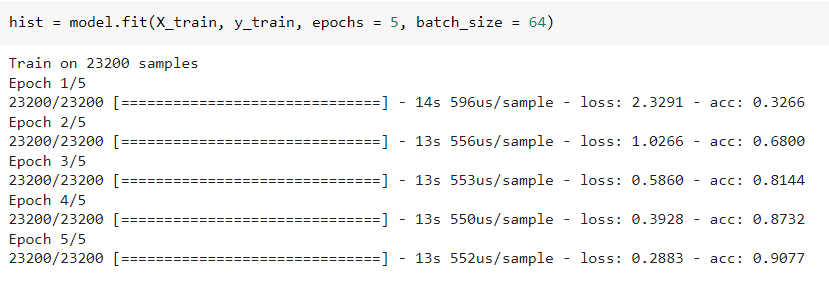 hist = model.fit(X_train, y_train, epochs = 5, batch_size = 64)
Train on 23200 samples
Epoch 1/5
23200/23200 [==============================] - 14s 596us/sample - loss: 2.3291 - acc: 0.3266
Epoch 2/5
23200/23200 [==============================] - 13s 556us/sample - loss: 1.0266 - acc: 0.6800
Epoch 3/5
23200/23200 [==============================] - 13s 553us/sample - loss: 0.5860 - acc: 0.8144
Epoch 4/5
23200/23200 [==============================] - 13s 550us/sample - loss: 0.3928 - acc: 0.8732
Epoch 5/5
23200/23200 [==============================] - 13s 552us/sample - loss: 0.2883 - acc: 0.9077